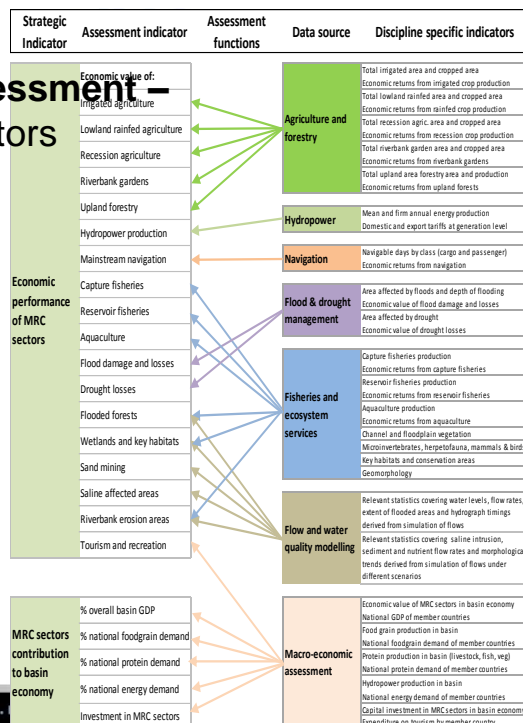 Strategic Indicator
Assessment indicator
Assessment functions
Data source
Discipline specific indicators
essment –
tors
Economic performance of MRC sectors
Economic value of:
Irrigated agriculture
Lowland rainfed agriculture
Recession agriculture
Riverbank gardens
Upland forestry
Hydropower production
Mainstream navigation
Capture fisheries
Reservoir fisheries
Aquaculture
Flood damage and losses
Drought losses
Flooded forests
Wetlands and key habitats
Sand mining
Saline affected areas
Riverbank erosion areas
Tourism and recreation
MRC sectors contribution to basin economy
% overall basin GDP
% national foodgrain demand
% national protein demand
% national energy demand
Investment in MRC sectors
Agriculture and forestry
Total irrigated area and cropped area
Economic returns from irrigated crop production
Total lowland rainfed area and cropped area
Economic returns from rainfed crop production
Total recession agric. area and cropped area
Economic returns from recession crop production
Total riverbank garden area and cropped area
Economic returns from riverbank gardens
Total upland area forestry area and production
Economic returns from upland forests
Hydropower
Mean and firm annual energy production
Domestic and export tariffs at generation level
Navigation
Navigable days by class (cargo and passenger)
Economic returns from navigation
Flood & drought management
Area affected by floods and depth of flooding
Economic value of flood damage and losses
Area affected by drought
Economic value of drought losses
Fisheries and ecosystem services
Capture fisheries production
Economic returns from capture fisheries
Reservoir fisheries production
Economic returns from reservoir fisheries
Aquaculture production
Economic returns from aquaculture
Channel and floodplain vegetation
Microinvertebrates, herpetofauna, mammals & birds
Key habitats and conservation areas
Geomorphology
Flow and water quality modelling
Relevant statistics covering water levels, flow rates,
extent of flooded areas and hydrograph timings
derived from simulation of flows
Relevant statistics covering saline intrusion,
sediment and nutrient flow rates and morphological
trends derived from simulation of flows under
different scenarios
Macro-economic assessment
Economic value of MRC sectors in basin economy
National GDP of member countries
Food grain production in basin
National foodgrain demand of member countries
Protein production in basin (livestock, fish, veg)
National protein demand of member countries
Hydropower production in basin
National energy demand of member countries
Capital investment in MRC sectors in basin economy
Expenditure on tourism by member country